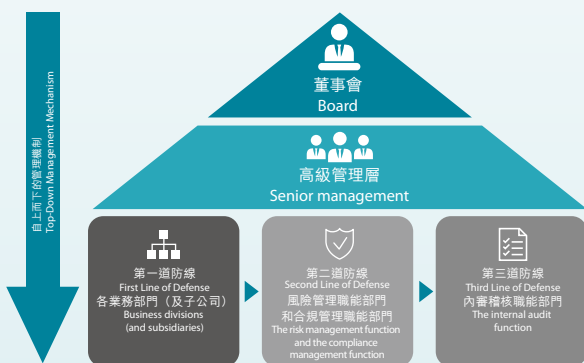 自上而下的管理機制
Top-Down Management Mechanism
董事會
Board
高級管理層
Senior management
第一道防線
First Line of Defense
各業務部門（及子公司）
Business divisions
(and subsidiaries)
第二道防線
Second Line of Defense
風險管理職能部門
和合規管理職能部門
The risk management function
and the compliance
management function
第三道防線
Third Line of Defense
內審稽核職能部門
The internal audit
function